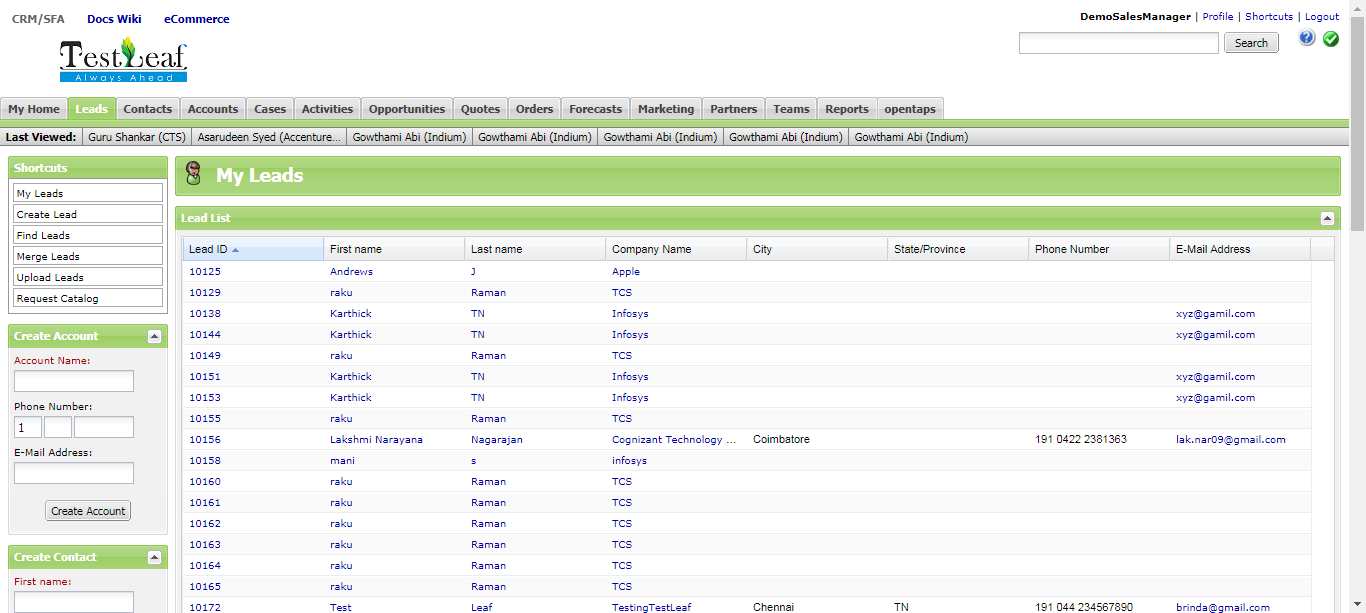 CRM/SFA Docs Wiki eCommerce
DemoSalesManager | Profile | Shortcuts | Logout
TestLeaf
Always Ahead
Search
?
My Home Leads Contacts Accounts Cases Activities Opportunities Quotes Orders Forecasts Marketing Partners Teams Reports opentaps
Last Viewed: Guru Shankar (CTS) Asarudeen Syed (Accenture... Gowthami Abi (Indium) Gowthami Abi (Indium) Gowthami Abi (Indium) Gowthami Abi (Indium) Gowthami Abi (Indium)
Shortcuts
My Leads
Create Lead
Find Leads
Merge Leads
Upload Leads
Request Catalog
Create Account
Account Name:
Phone Number:
1
E-Mail Address:
Create Account
Create Contact
First name:
My Leads
Lead List
Lead ID First name Last name Company Name City State/Province Phone Number E-Mail Address
10125 Andrews J Apple
10129 raku Raman TCS
10138 Karthick TN Infosys xyz@gamil.com
10144 Karthick TN Infosys xyz@gamil.com
10149 raku Raman TCS
10151 Karthick TN Infosys xyz@gamil.com
10153 Karthick TN Infosys xyz@gamil.com
10155 raku Raman TCS
10156 Lakshmi Narayana Nagarajan Cognizant Technology ... Coimbatore 191 0422 2381363 lak.nar09@gmail.com
10158 mani s infosys
10160 raku Raman TCS
10161 raku Raman TCS
10162 raku Raman TCS
10163 raku Raman TCS
10164 raku Raman TCS
10165 raku Raman TCS
10172 Test Leaf TestingTestLeaf Chennai TN 191 044 234567890 brinda@gmail.com